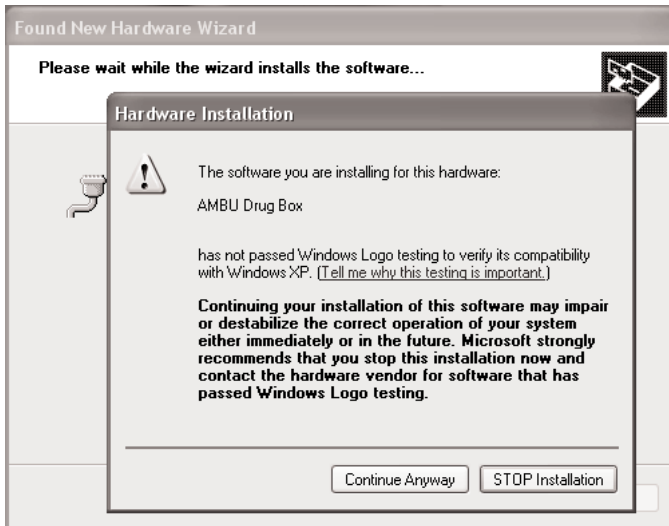 Found New Hardware Wizard
Please wait while the wizard installs the software...
Hardware Installation
The software you are installing for this hardware:
AMBU Drug Box
has not passed Windows Logo testing to verify its compatibility
with Windows XP. (Tell me why this testing is important.)
Continuing your installation of this software may impair
or destabilize the correct operation of your system
either immediately or in the future. Microsoft strongly
recommends that you stop this installation now and
contact the hardware vendor for software that has
passed Windows Logo testing.
Continue Anyway STOP Installation